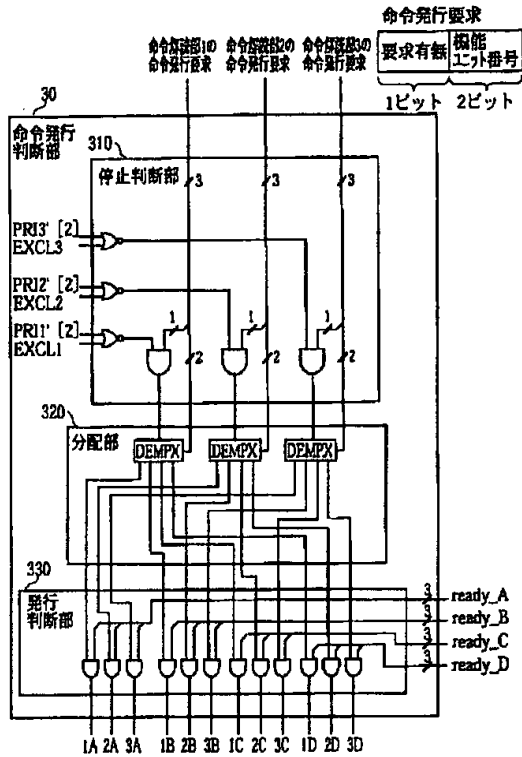 命令発行要求
要求有無
機能
ユニット番号
1ビット
2ビット
命令解読部1の
命令発行要求
命令解読部2の
命令発行要求
命令解読部3の
命令発行要求
30
命令発行
判断部
310
停止判断部
3
3
3
PRI3' [2]
EXCL3
PRI2' [2]
EXCL2
PRI1' [2]
EXCL1
1
1
1
2
2
2
320
分配部
DEMPX
DEMPX
DEMPX
330
発行
判断部
3
ready_A
3
ready_B
3
ready_C
3
ready_D
1A 2A 3A 1B 2B 3B 1C 2C 3C 1D 2D 3D